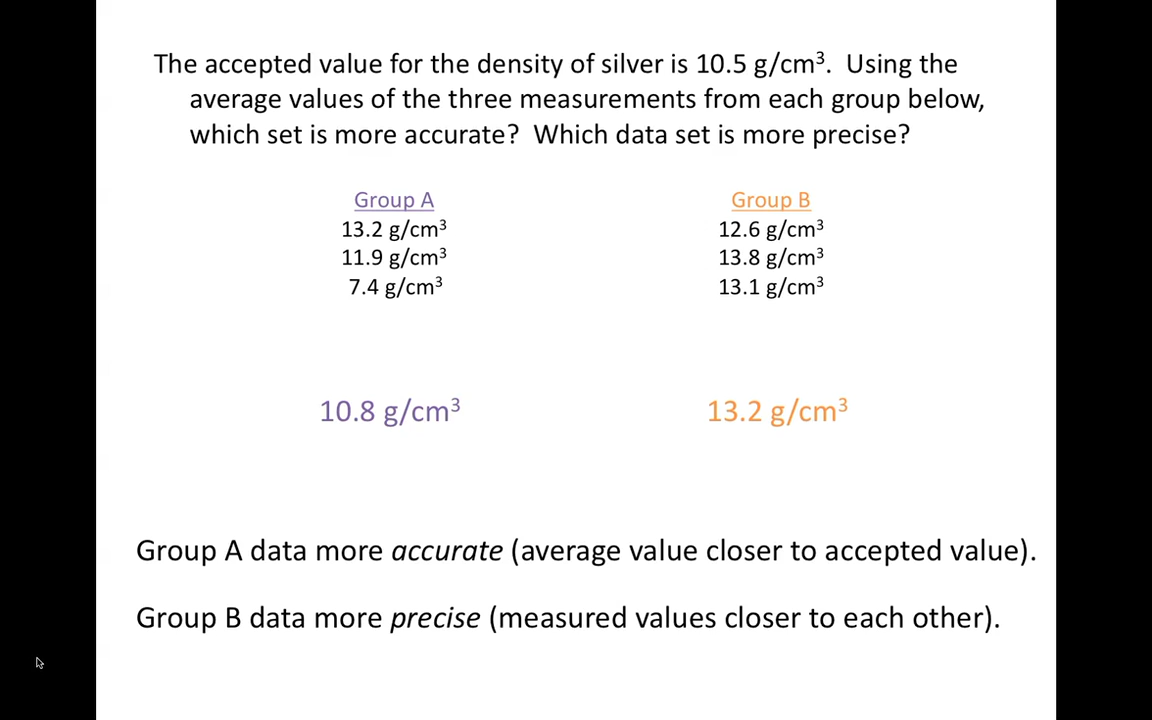 The accepted value for the density of silver is 10.5 g/cm³.  Using the
average values of the three measurements from each group below,
which set is more accurate?  Which data set is more precise?
Group A
13.2 g/cm³
11.9 g/cm³
7.4 g/cm³
Group B
12.6 g/cm³
13.8 g/cm³
13.1 g/cm³
10.8 g/cm³
13.2 g/cm³
Group A data more accurate (average value closer to accepted value).
Group B data more precise (measured values closer to each other).